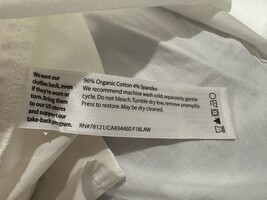 We want our
clothes back, even
if they're worn or
torn. Bring them
to our US stores
and support our
take-back program.
96% Organic Cotton 4% Spandex
We recommend machine wash cold, separately, gentle
cycle. Do not bleach. Tumble dry low, remove promptly.
Press to restore. May be dry cleaned.
RN#78121/CA#34460 F18LAW